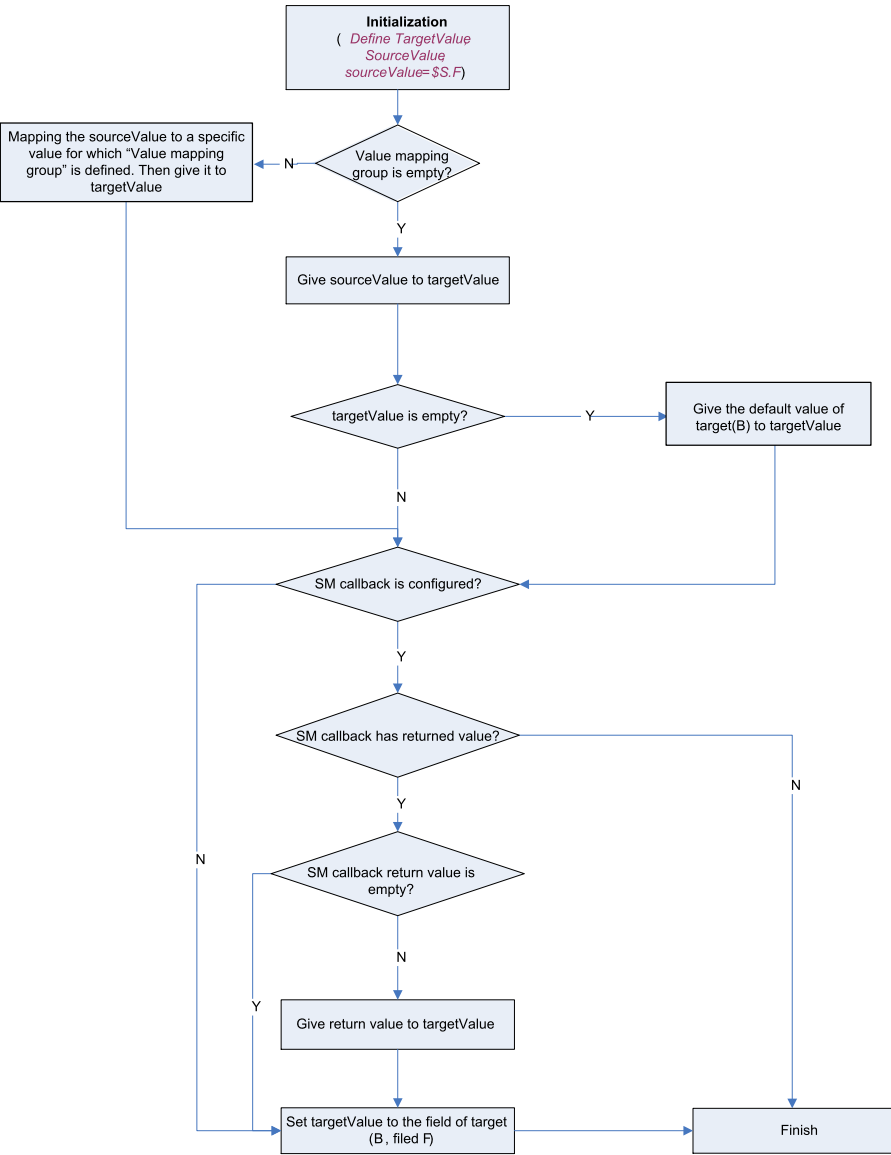 Initialization
( Define TargetValue,
SourceValue,
sourceValue=$S.F)
Mapping the sourceValue to a specific
value for which “Value mapping
group” is defined. Then give it to
targetValue
N
Value mapping
group is empty?
Y
Give sourceValue to targetValue
targetValue is empty?
Y
Give the default value of
target(B) to targetValue
N
SM callback is configured?
Y
SM callback has returned value?
N
Y
N
SM callback return value is
empty?
N
Y
Give return value to targetValue
Set targetValue to the field of target
(B, filed F)
Finish